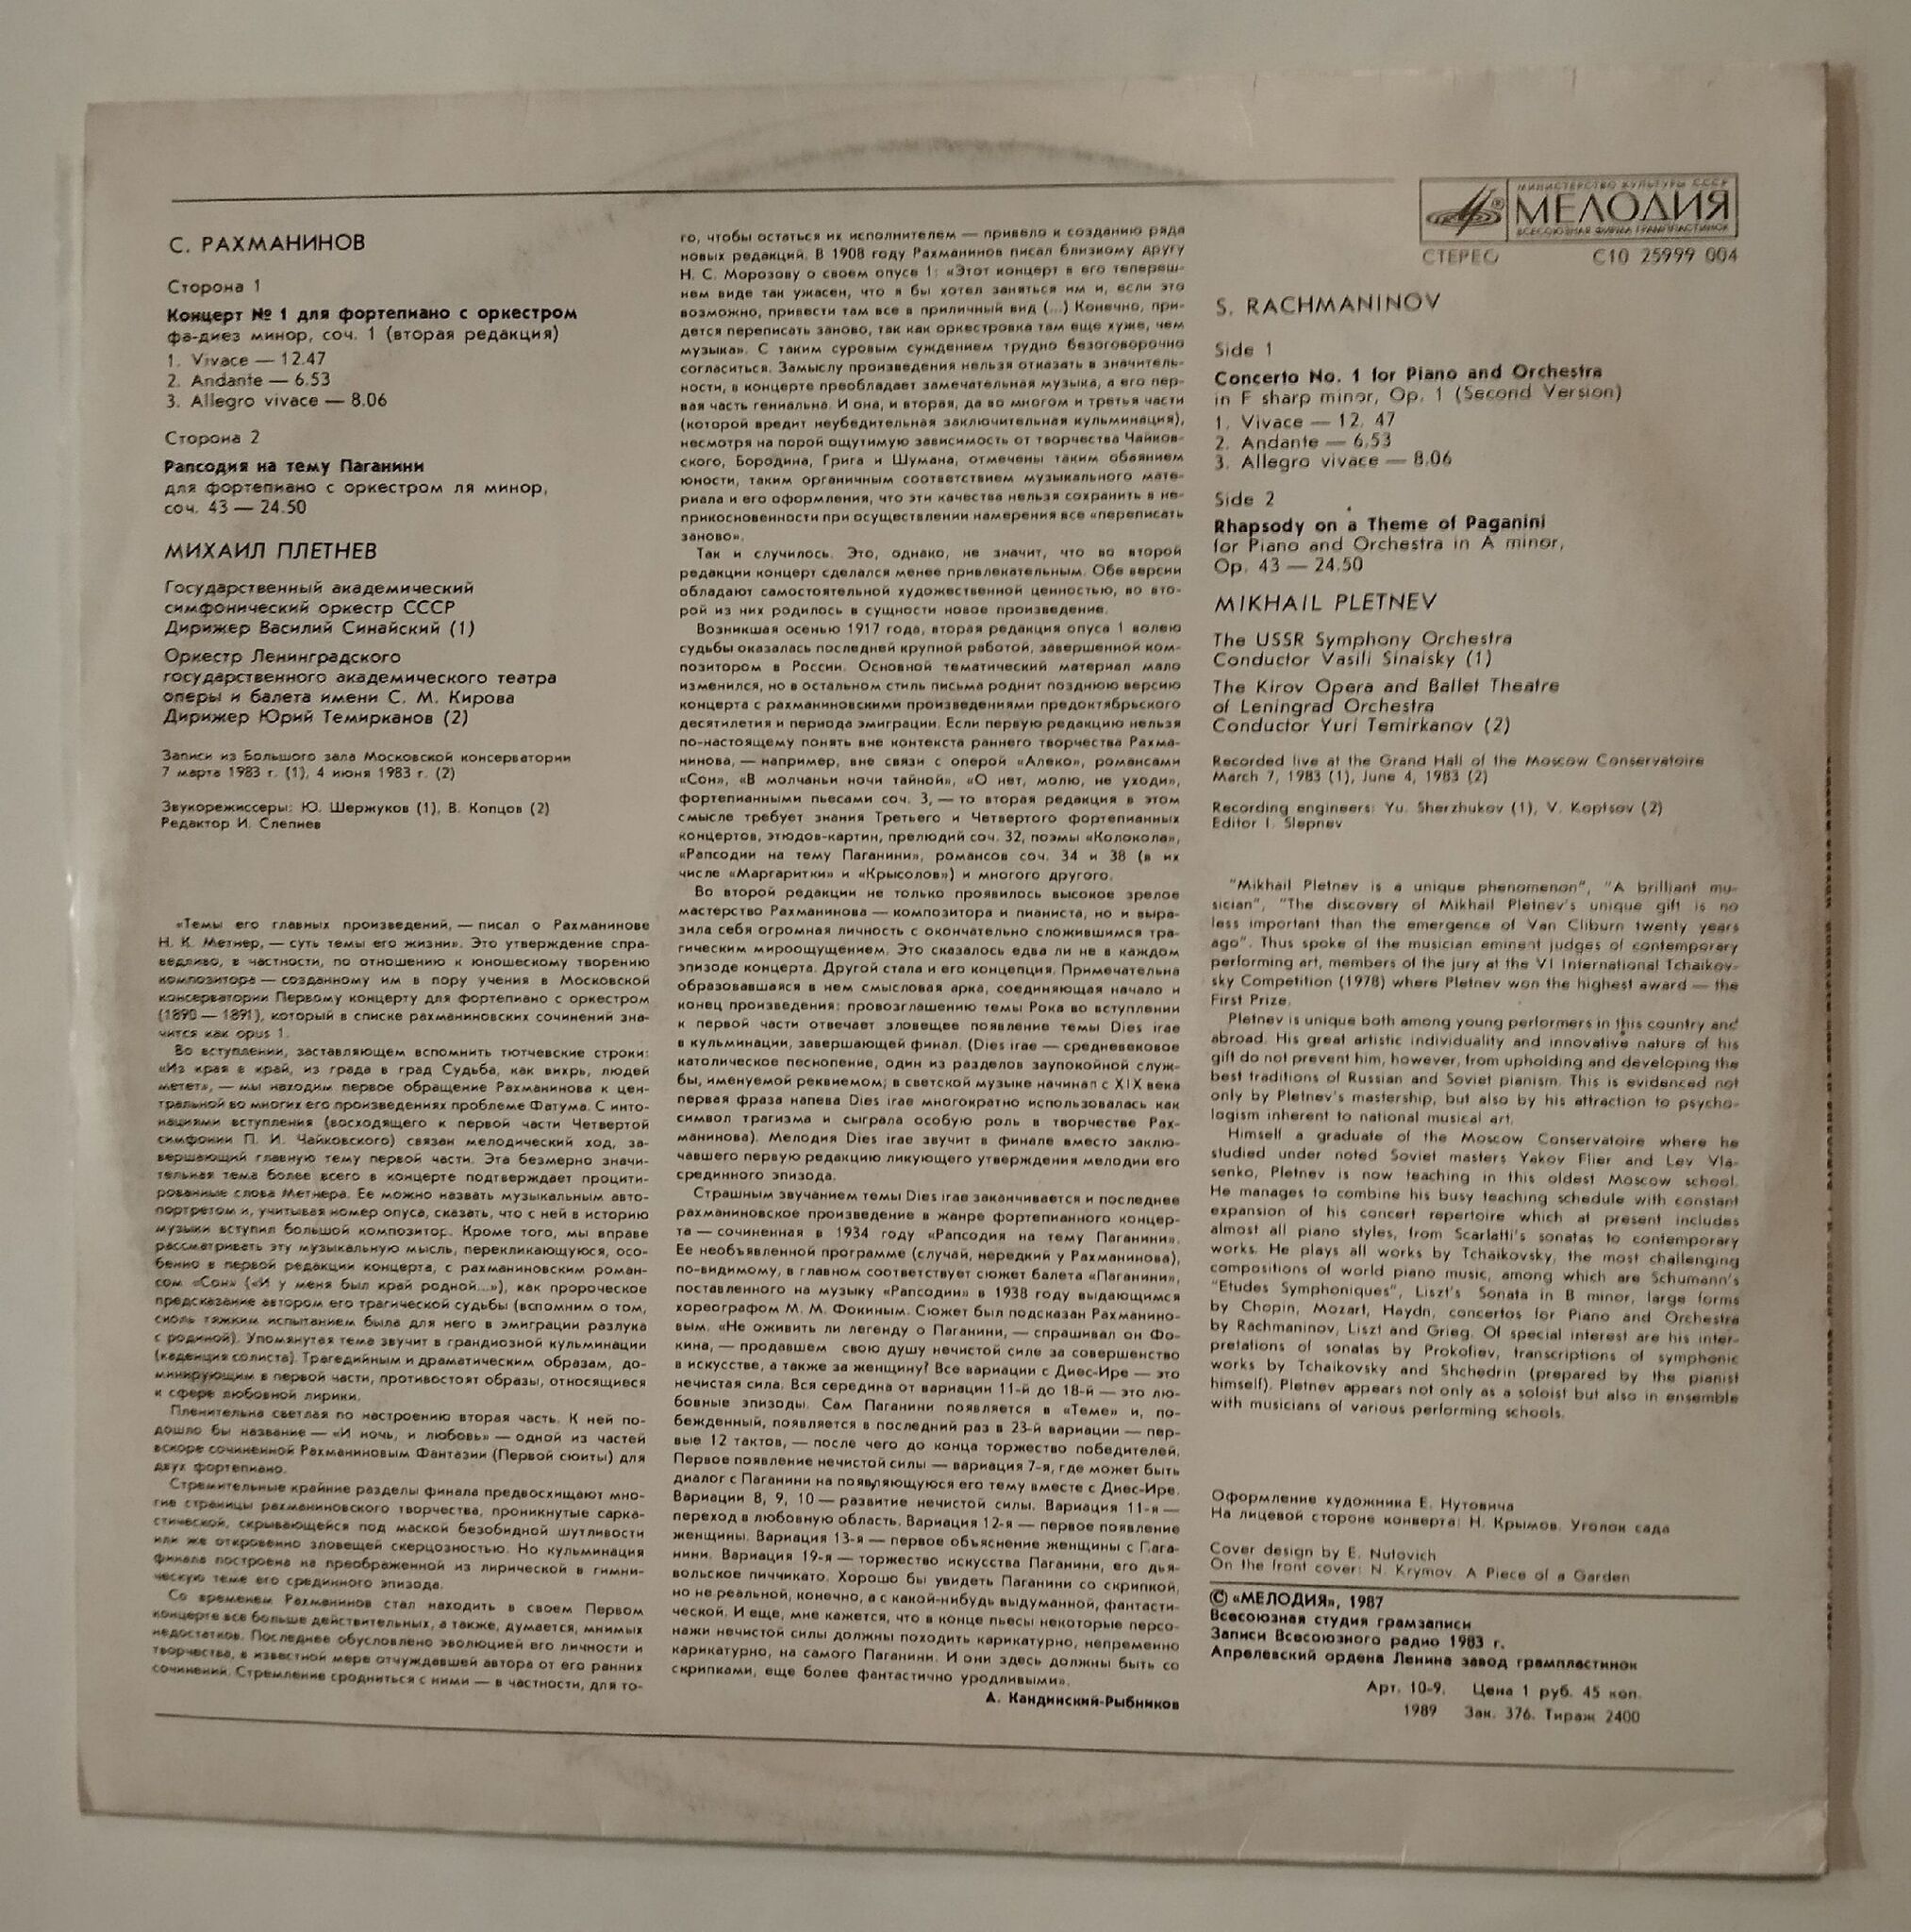 С. РАХМАНИНОВ
Сторона 1
Концерт № 1 для фортепиано с оркестром
фа-диез минор, соч. 1 (вторая редакция)
1. Vivace — 12.47
2. Andante — 6.53
3. Allegro vivace — 8.06
Сторона 2
Рапсодия на тему Паганини
для фортепиано с оркестром ля минор,
соч. 43 — 24.50
МИХАИЛ ПЛЕТНЕВ
Государственный академический
симфонический оркестр СССР
Дирижер Василий Синайский (1)
Оркестр Ленинградского
государственного академического театра
оперы и балета имени С. М. Кирова
Дирижер Юрий Темирканов (2)
Записи из Большого зала Московской консерватории
7 марта 1983 г. (1), 4 июня 1983 г. (2)
Звукорежиссеры: Ю. Шержуков (1), В. Копцов (2)
Редактор И. Слепнев
«Темы его главных произведений, — писал о Рахманинове
Н. К. Метнер, — суть темы его жизни». Это утверждение спра-
ведливо, в частности, по отношению к юношескому творению
композитора — созданному им в пору учения в Московской
консерватории Первому концерту для фортепиано с оркестром
(1890 — 1891), который в списке рахманиновских сочинений зна-
чится как opus 1.
Во вступлении, заставляющем вспомнить тютчевские строки:
«Из края в край, из града в град Судьба, как вихрь, людей
метет», — мы находим первое обращение Рахманинова к цен-
тральной во многих его произведениях проблеме Фатума. С инто-
нациями вступления (восходящего к первой части Четвертой
симфонии П. И. Чайковского) связан мелодический ход, за-
вершающий главную тему первой части. Эта безмерно значи-
тельная тема более всего в концерте подтверждает процити-
рованные слова Метнера. Ее можно назвать музыкальным авто-
портретом и, учитывая номер опуса, сказать, что с ней в историю
музыки вступил большой композитор. Кроме того, мы вправе
рассматривать эту музыкальную мысль, перекликающуюся, осо-
бенно в первой редакции концерта, с рахманиновским роман-
сом «Сон» («И у меня был край родной...»), как пророческое
предсказание автором его трагической судьбы (вспомним о том,
сколь тяжким испытанием была для него в эмиграции разлука
с родиной). Упомянутая тема звучит в грандиозной кульминации
(каденция солиста). Трагедийным и драматическим образам, до-
минирующим в первой части, противостоят образы, относящиеся
к сфере любовной лирики.
Пленительна светлая по настроению вторая часть. К ней по-
дошло бы название — «И ночь, и любовь» — одной из частей
вскоре сочиненной Рахманиновым Фантазии (Первой сюиты) для
двух фортепиано.
Стремительные крайние разделы финала предвосхищают мно-
гие страницы рахманиновского творчества, проникнутые сарка-
стической, скрывающейся под маской безобидной шутливости
или же откровенно зловещей скерцозностью. Но кульминация
финала построена на преображенной из лирической в гимни-
ческую теме его срединного эпизода.
Со временем Рахманинов стал находить в своем Первом
концерте все больше действительных, а также, думается, мнимых
недостатков. Последнее обусловлено эволюцией его личности и
творчества, в известной мере отчуждавшей автора от его ранних
сочинений. Стремление сродниться с ними — в частности, для то-
го, чтобы остаться их исполнителем — привело к созданию ряда
новых редакций. В 1908 году Рахманинов писал близкому другу
Н. С. Морозову о своем опусе 1: «Этот концерт в его тепереш-
нем виде так ужасен, что я бы хотел заняться им и, если это
возможно, привести там все в приличный вид (...) Конечно, при-
дется переписать заново, так как оркестровка там еще хуже, чем
музыка». С таким суровым суждением трудно безоговорочно
согласиться. Замыслу произведения нельзя отказать в значитель-
ности, в концерте преобладает замечательная музыка, а его пер-
вая часть гениальна. И она, и вторая, да во многом и третья части
(которой вредит неубедительная заключительная кульминация),
несмотря на порой ощутимую зависимость от творчества Чайков-
ского, Бородина, Грига и Шумана, отмечены таким обаянием
юности, таким органичным соответствием музыкального мате-
риала и его оформления, что эти качества нельзя сохранить в не-
прикосновенности при осуществлении намерения все «переписать
заново».
Так и случилось. Это, однако, не значит, что во второй
редакции концерт сделался менее привлекательным. Обе версии
обладают самостоятельной художественной ценностью, во вто-
рой из них родилось в сущности новое произведение.
Возникшая осенью 1917 года, вторая редакция опуса 1 волею
судьбы оказалась последней крупной работой, завершенной ком-
позитором в России. Основной тематический материал мало
изменился, но в остальном стиль письма роднит позднюю версию
концерта с рахманиновскими произведениями предоктябрьского
десятилетия и периода эмиграции. Если первую редакцию нельзя
по-настоящему понять вне контекста раннего творчества Рахма-
нинова, — например, вне связи с оперой «Алеко», романсами
«Сон», «В молчаньи ночи тайной», «О нет, молю, не уходи»,
фортепианными пьесами соч. 3, — то вторая редакция в этом
смысле требует знания Третьего и Четвертого фортепианных
концертов, этюдов-картин, прелюдий соч. 32, поэмы «Колокола»,
«Рапсодии на тему Паганини», романсов соч. 34 и 38 (в их
числе «Маргаритки» и «Крысолов») и многого другого.
Во второй редакции не только проявилось высокое зрелое
мастерство Рахманинова — композитора и пианиста, но и выра-
зила себя огромная личность с окончательно сложившимся тра-
гическим мироощущением. Это сказалось едва ли не в каждом
эпизоде концерта. Другой стала и его концепция. Примечательна
образовавшаяся в нем смысловая арка, соединяющая начало и
конец произведения: провозглашению темы Рока во вступлении
к первой части отвечает зловещее появление темы Dies irae
в кульминации, завершающей финал. (Dies irae — средневековое
католическое песнопение, один из разделов заупокойной служ-
бы, именуемой реквиемом; в светской музыке начиная с XIX века
первая фраза напева Dies irae многократно использовалась как
символ трагизма и сыграла особую роль в творчестве Рах-
манинова). Мелодия Dies irae звучит в финале вместо заклю-
чавшего первую редакцию ликующего утверждения мелодии его
срединного эпизода.
Страшным звучанием темы Dies irae заканчивается и последнее
рахманиновское произведение в жанре фортепианного концер-
та — сочиненная в 1934 году «Рапсодия на тему Паганини».
Ее необъявленной программе (случай, нередкий у Рахманинова),
по-видимому, в главном соответствует сюжет балета «Паганини»,
поставленного на музыку «Рапсодии» в 1938 году выдающимся
хореографом М. М. Фокиным. Сюжет был подсказан Рахманино-
вым. «Не оживить ли легенду о Паганини, — спрашивал он Фо-
кина, — продавшем свою душу нечистой силе за совершенство
в искусстве, а также за женщину? Все вариации с Диес-Ире — это
нечистая сила. Вся середина от вариации 11-й до 18-й — это лю-
бовные эпизоды. Сам Паганини появляется в «Теме» и, по-
бежденный, появляется в последний раз в 23-й вариации — пер-
вые 12 тактов, — после чего до конца торжество победителей.
Первое появление нечистой силы — вариация 7-я, где может быть
диалог с Паганини на появляющуюся его тему вместе с Диес-Ире.
Вариации 8, 9, 10 — развитие нечистой силы. Вариация 11-я —
переход в любовную область. Вариация 12-я — первое появление
женщины. Вариация 13-я — первое объяснение женщины с Пага-
нини. Вариация 19-я — торжество искусства Паганини, его дья-
вольское пиччикато. Хорошо бы увидеть Паганини со скрипкой,
но не реальной, конечно, а с какой-нибудь выдуманной, фантасти-
ческой. И еще, мне кажется, что в конце пьесы некоторые персо-
нажи нечистой силы должны походить карикатурно, непременно
карикатурно, на самого Паганини. И они здесь должны быть со
скрипками, еще более фантастично уродливыми».
А. Кандинский-Рыбников
МИНИСТЕРСТВО КУЛЬТУРЫ СССР
МЕЛОДИЯ
ВСЕСОЮЗНАЯ ФИРМА ГРАМПЛАСТИНОК
СТЕРЕО С10 25999 004
S. RACHMANINOV
Side 1
Concerto No. 1 for Piano and Orchestra
in F sharp minor, Op. 1 (Second Version)
1. Vivace — 12. 47
2. Andante — 6.53
3. Allegro vivace — 8.06
Side 2
Rhapsody on a Theme of Paganini
for Piano and Orchestra in A minor,
Op. 43 — 24.50
MIKHAIL PLETNEV
The USSR Symphony Orchestra
Conductor Vasili Sinaisky (1)
The Kirov Opera and Ballet Theatre
of Leningrad Orchestra
Conductor Yuri Temirkanov (2)
Recorded live at the Grand Hall of the Moscow Conservatoire
March 7, 1983 (1), June 4, 1983 (2)
Recording engineers: Yu. Sherzhukov (1), V. Koptsov (2)
Editor I. Slepnev
"Mikhail Pletnev is a unique phenomenon", "A brilliant mu-
sician", "The discovery of Mikhail Pletnev's unique gift is no
less important than the emergence of Van Cliburn twenty years
ago". Thus spoke of the musician eminent judges of contemporary
performing art, members of the jury at the VI International Tchaikov-
sky Competition (1978) where Pletnev won the highest award — the
First Prize.
Pletnev is unique both among young performers in this country and
abroad. His great artistic individuality and innovative nature of his
gift do not prevent him, however, from upholding and developing the
best traditions of Russian and Soviet pianism. This is evidenced not
only by Pletnev's mastership, but also by his attraction to psycho-
logism inherent to national musical art.
Himself a graduate of the Moscow Conservatoire where he
studied under noted Soviet masters Yakov Flier and Lev Vla-
senko, Pletnev is now teaching in this oldest Moscow school.
He manages to combine his busy teaching schedule with constant
expansion of his concert repertoire which at present includes
almost all piano styles, from Scarlatti's sonatas to contemporary
works. He plays all works by Tchaikovsky, the most challenging
compositions of world piano music, among which are Schumann's
"Etudes Symphoniques", Liszt's Sonata in B minor, large forms
by Chopin, Mozart, Haydn, concertos for Piano and Orchestra
by Rachmaninov, Liszt and Grieg. Of special interest are his inter-
pretations of sonatas by Prokofiev, transcriptions of symphonic
works by Tchaikovsky and Shchedrin (prepared by the pianist
himself). Pletnev appears not only as a soloist but also in ensemble
with musicians of various performing schools.
Оформление художника Е. Нутовича
На лицевой стороне конверта: Н. Крымов. Уголок сада
Cover design by E. Nutovich
On the front cover: N. Krymov. A Piece of a Garden
© «МЕЛОДИЯ», 1987
Всесоюзная студия грамзаписи
Записи Всесоюзного радио 1983 г.
Апрелевский ордена Ленина завод грампластинок
Арт. 10-9. Цена 1 руб. 45 коп.
1989 Зак. 376. Тираж 2400